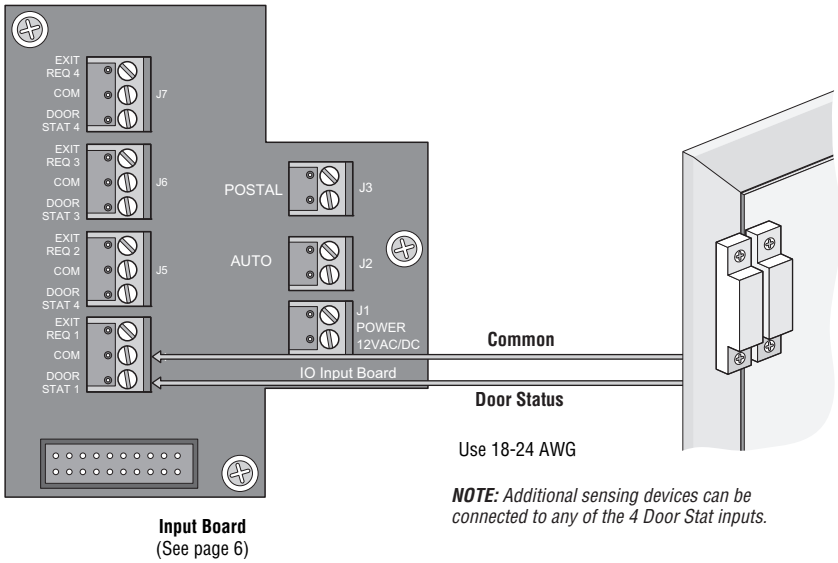 EXIT
REQ 4
COM
DOOR
STAT 4
J7
EXIT
REQ 3
COM
DOOR
STAT 3
J6
EXIT
REQ 2
COM
DOOR
STAT 4
J5
EXIT
REQ 1
COM
DOOR
STAT 1
POSTAL
J3
AUTO
J2
J1
POWER
12VAC/DC
IO Input Board
Common
Door Status
Use 18-24 AWG
NOTE: Additional sensing devices can be
connected to any of the 4 Door Stat inputs.
Input Board
(See page 6)